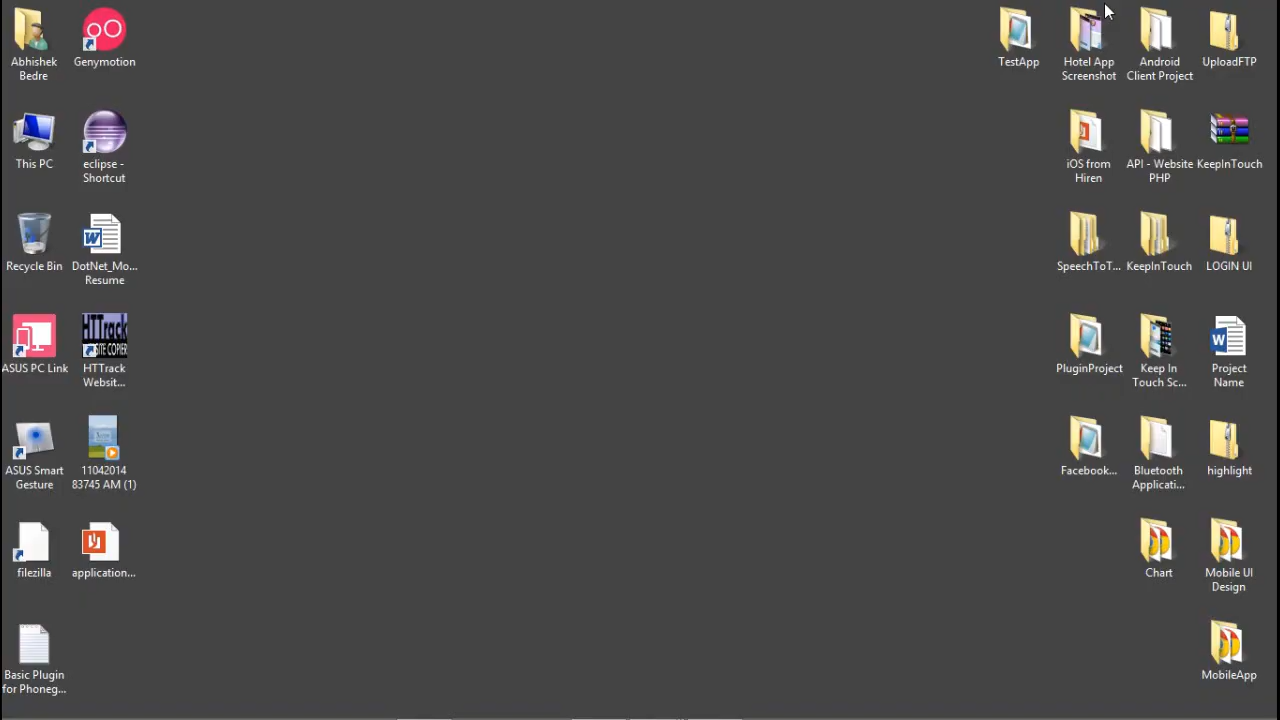 Abhishek
Bedre
Genymotion
TestApp
Hotel App
Screenshot
Android
Client Project
UploadFTP
This PC
eclipse -
Shortcut
iOS from
Hiren
API - Website
PHP
KeepInTouch
Recycle Bin
DotNet_Mo...
Resume
SpeechToT...
KeepInTouch
LOGIN UI
HTTrack
WEBSITE COPIER
ASUS PC Link
HTTrack
Websit...
PluginProject
Keep In
Touch Sc...
Project
Name
ASUS Smart
Gesture
11042014
83745 AM (1)
Facebook...
Bluetooth
Applicati...
highlight
filezilla
application...
Chart
Mobile UI
Design
Basic Plugin
for Phoneg...
MobileApp